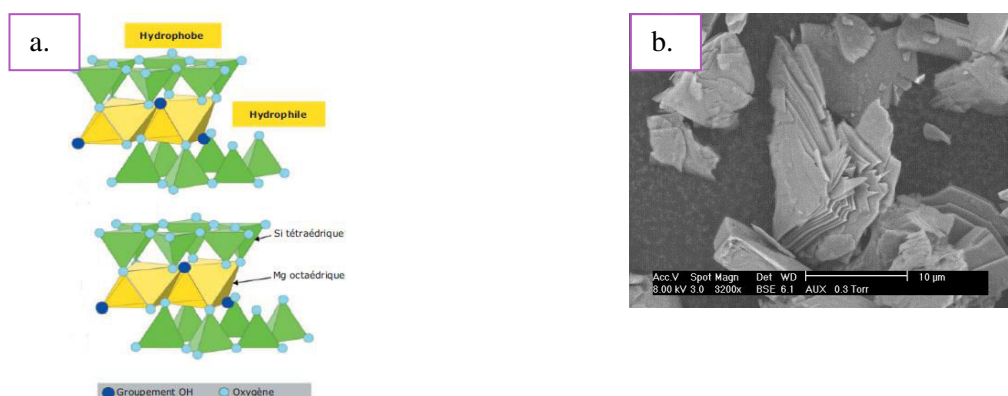 a.
Hydrophobe
Hydrophile
Si tétraédrique
Mg octaédrique
Groupement OH
Oxygène
b.
Acc.V Spot Magn Det WD 10 µm
8.00 kV 3.0 3200x BSE 6.1 AUX 0.3 Torr